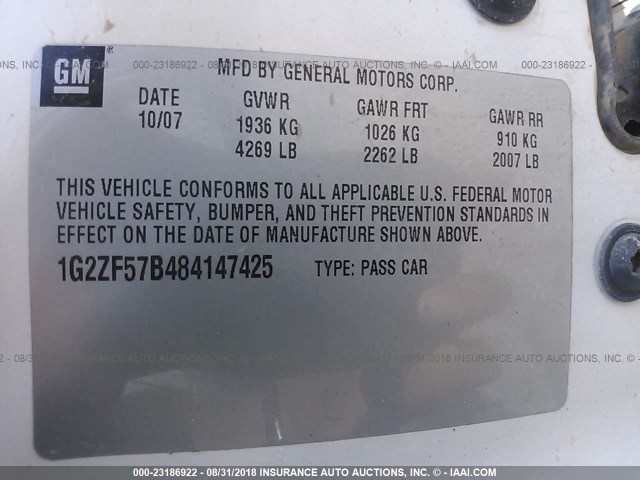 GM
®
MFD BY GENERAL MOTORS CORP.
DATE GVWR GAWR FRT GAWR RR
10/07 1936 KG 1026 KG 910 KG
4269 LB 2262 LB 2007 LB
THIS VEHICLE CONFORMS TO ALL APPLICABLE U.S. FEDERAL MOTOR
VEHICLE SAFETY, BUMPER, AND THEFT PREVENTION STANDARDS IN
EFFECT ON THE DATE OF MANUFACTURE SHOWN ABOVE.
1G2ZF57B484147425 TYPE: PASS CAR
000-23186922 - 08/31/2018 INSURANCE AUTO AUCTIONS, INC. © - IAAI.COM